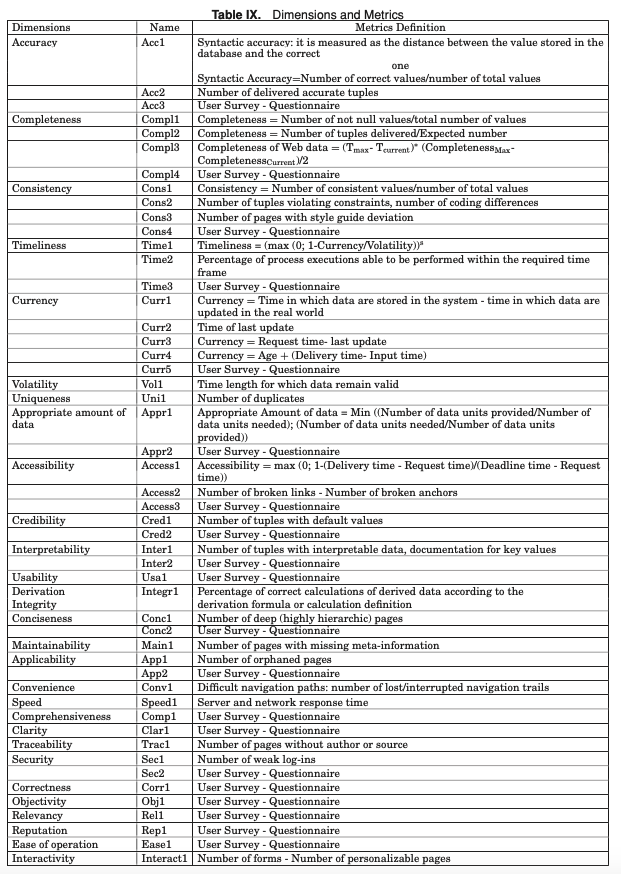 Table IX. Dimensions and Metrics
Dimensions Name Metrics Definition
Accuracy Acc1 Syntactic accuracy: it is measured as the distance between the value stored in the
database and the correct
one
Syntactic Accuracy=Number of correct values/number of total values
Acc2 Number of delivered accurate tuples
Acc3 User Survey - Questionnaire
Completeness Compl1 Completeness = Number of not null values/total number of values
Compl2 Completeness = Number of tuples delivered/Expected number
Compl3 Completeness of Web data = (Tmax- Tcurrent)* (CompletenessMax-
CompletenessCurrent)/2
Compl4 User Survey - Questionnaire
Consistency Cons1 Consistency = Number of consistent values/number of total values
Cons2 Number of tuples violating constraints, number of coding differences
Cons3 Number of pages with style guide deviation
Cons4 User Survey - Questionnaire
Timeliness Time1 Timeliness = (max (0; 1-Currency/Volatility))s
Time2 Percentage of process executions able to be performed within the required time
frame
Time3 User Survey - Questionnaire
Currency Curr1 Currency = Time in which data are stored in the system - time in which data are
updated in the real world
Curr2 Time of last update
Curr3 Currency = Request time- last update
Curr4 Currency = Age + (Delivery time- Input time)
Curr5 User Survey - Questionnaire
Volatility Vol1 Time length for which data remain valid
Uniqueness Uni1 Number of duplicates
Appropriate amount of Appr1 Appropriate Amount of data = Min ((Number of data units provided/Number of
data data units needed); (Number of data units needed/Number of data units
provided))
Appr2 User Survey - Questionnaire
Accessibility Access1 Accessibility = max (0; 1-(Delivery time - Request time)/(Deadline time - Request
time))
Access2 Number of broken links - Number of broken anchors
Access3 User Survey - Questionnaire
Credibility Cred1 Number of tuples with default values
Cred2 User Survey - Questionnaire
Interpretability Inter1 Number of tuples with interpretable data, documentation for key values
Inter2 User Survey - Questionnaire
Usability Usa1 User Survey - Questionnaire
Derivation Integr1 Percentage of correct calculations of derived data according to the
Integrity derivation formula or calculation definition
Conciseness Conc1 Number of deep (highly hierarchic) pages
Conc2 User Survey - Questionnaire
Maintainability Main1 Number of pages with missing meta-information
Applicability App1 Number of orphaned pages
App2 User Survey - Questionnaire
Convenience Conv1 Difficult navigation paths: number of lost/interrupted navigation trails
Speed Speed1 Server and network response time
Comprehensiveness Comp1 User Survey - Questionnaire
Clarity Clar1 User Survey - Questionnaire
Traceability Trac1 Number of pages without author or source
Security Sec1 Number of weak log-ins
Sec2 User Survey - Questionnaire
Correctness Corr1 User Survey - Questionnaire
Objectivity Obj1 User Survey - Questionnaire
Relevancy Rel1 User Survey - Questionnaire
Reputation Rep1 User Survey - Questionnaire
Ease of operation Ease1 User Survey - Questionnaire
Interactivity Interact1 Number of forms - Number of personalizable pages